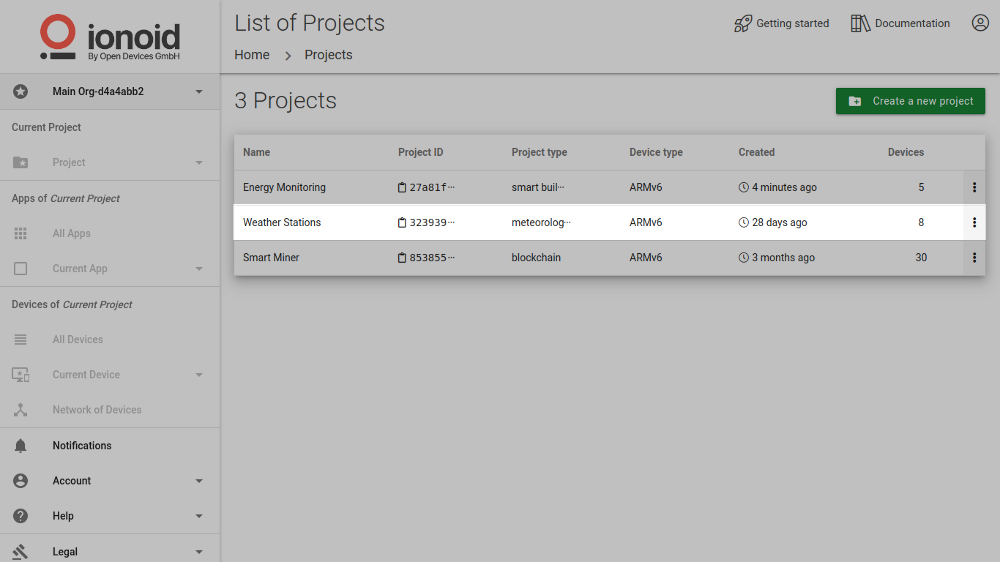 ionoid
By Open Devices GmbH
List of Projects
Getting started
Documentation
Home > Projects
Main Org-d4a4abb2
Current Project
Project
Apps of Current Project
All Apps
Current App
Devices of Current Project
All Devices
Current Device
Network of Devices
Notifications
Account
Help
Legal
3 Projects
Create a new project
Name Project ID Project type Device type Created Devices
Energy Monitoring 27a81f··· smart buil··· ARMv6 4 minutes ago 5
Weather Stations 323939··· meteorolog··· ARMv6 28 days ago 8
Smart Miner 853855··· blockchain ARMv6 3 months ago 30